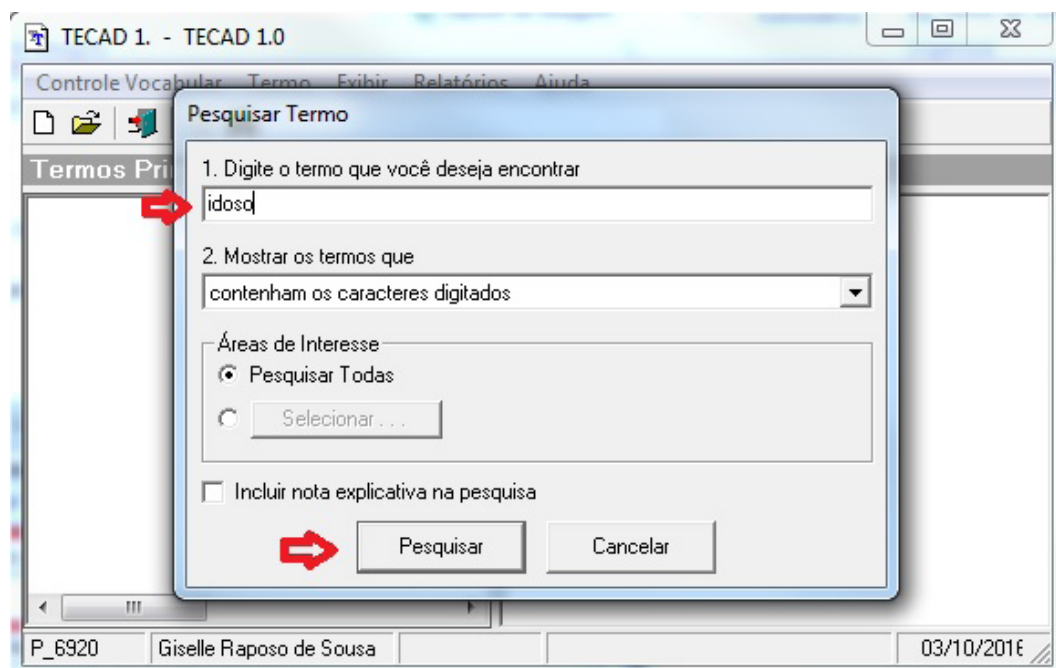 TECAD 1. - TECAD 1.0
Controle Vocabular Termo Exibir Relatórios Ajuda
Pesquisar Termo
Termos Pri
1. Digite o termo que você deseja encontrar
idoso
2. Mostrar os termos que
contenham os caracteres digitados
Áreas de Interesse
Pesquisar Todas
Selecionar . . .
Incluir nota explicativa na pesquisa
Pesquisar Cancelar
P_6920 Giselle Raposo de Sousa 03/10/2016